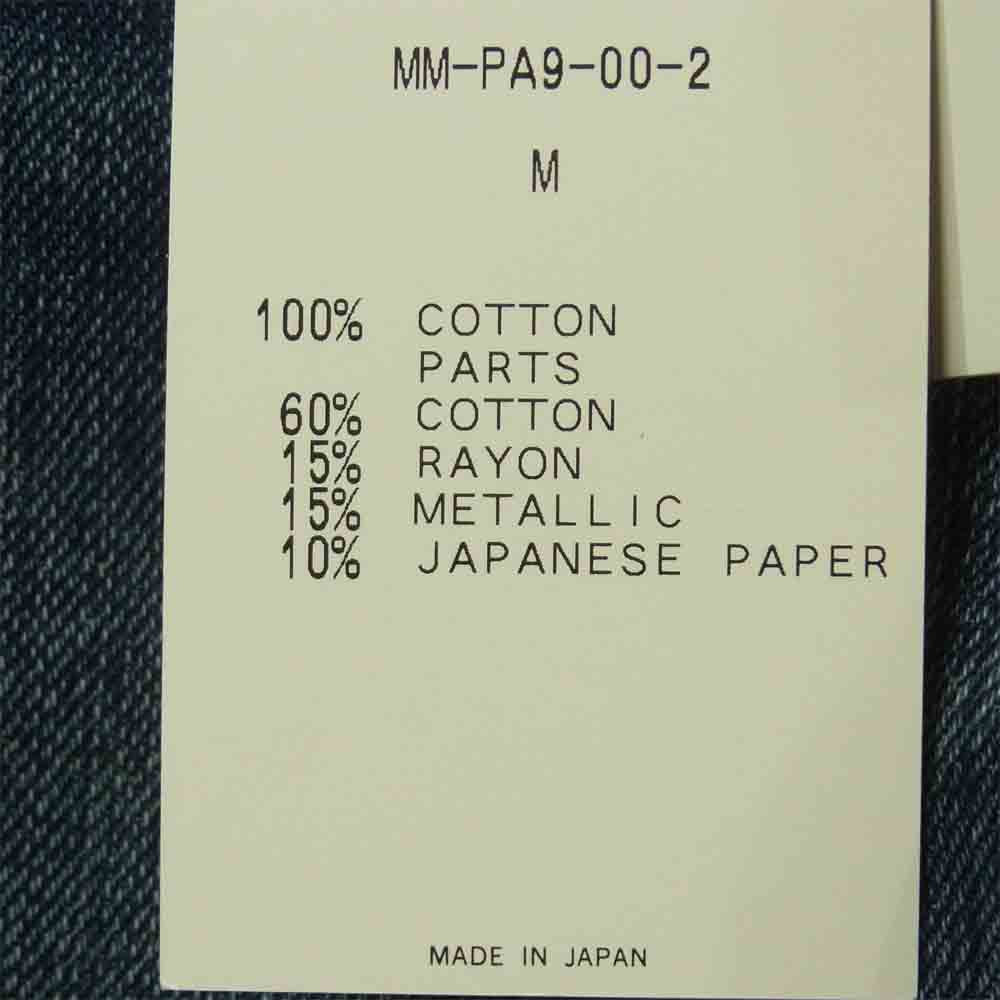 MM-PA9-00-2
M
100% COTTON
PARTS
60% COTTON
15% RAYON
15% METALLIC
10% JAPANESE PAPER
MADE IN JAPAN